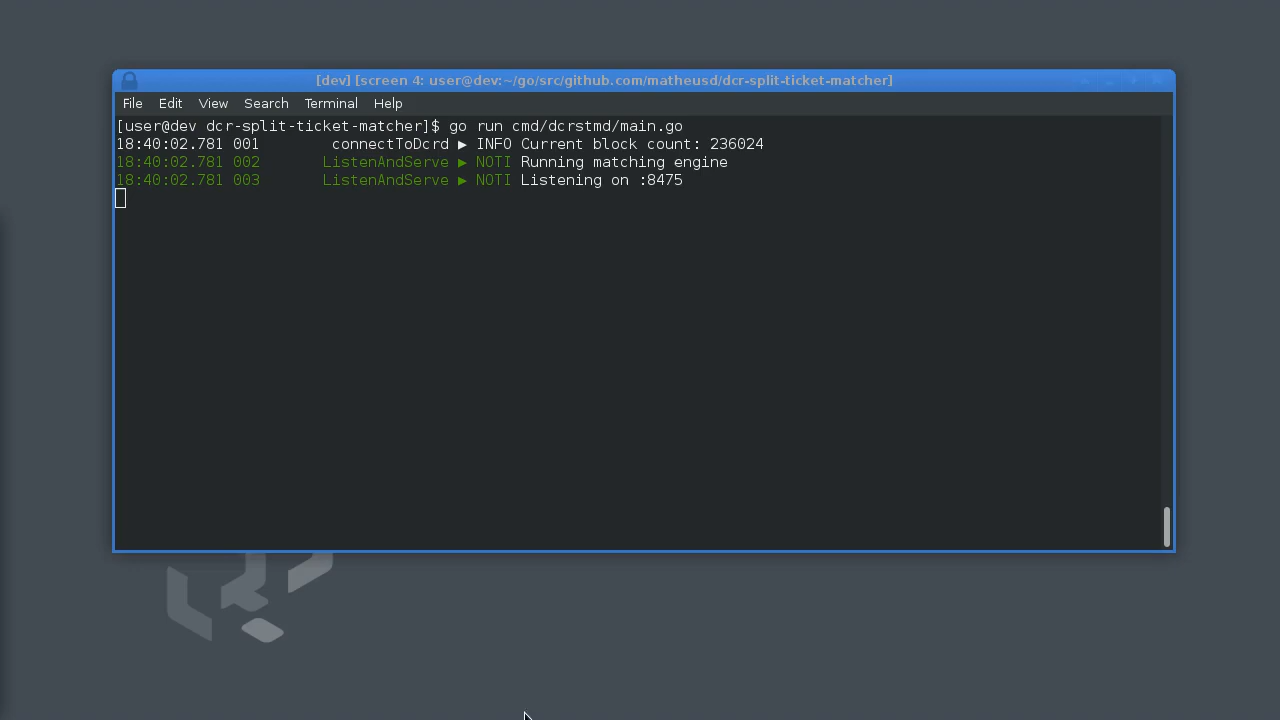 [dev] [screen 4: user@dev:~/go/src/github.com/matheusd/dcr-split-ticket-matcher]
File Edit View Search Terminal Help
[user@dev dcr-split-ticket-matcher]$ go run cmd/dcrstmd/main.go
18:40:02.781 001 connectToDcrd ▶ INFO Current block count: 236024
18:40:02.781 002 ListenAndServe ▶ NOTI Running matching engine
18:40:02.781 003 ListenAndServe ▶ NOTI Listening on :8475